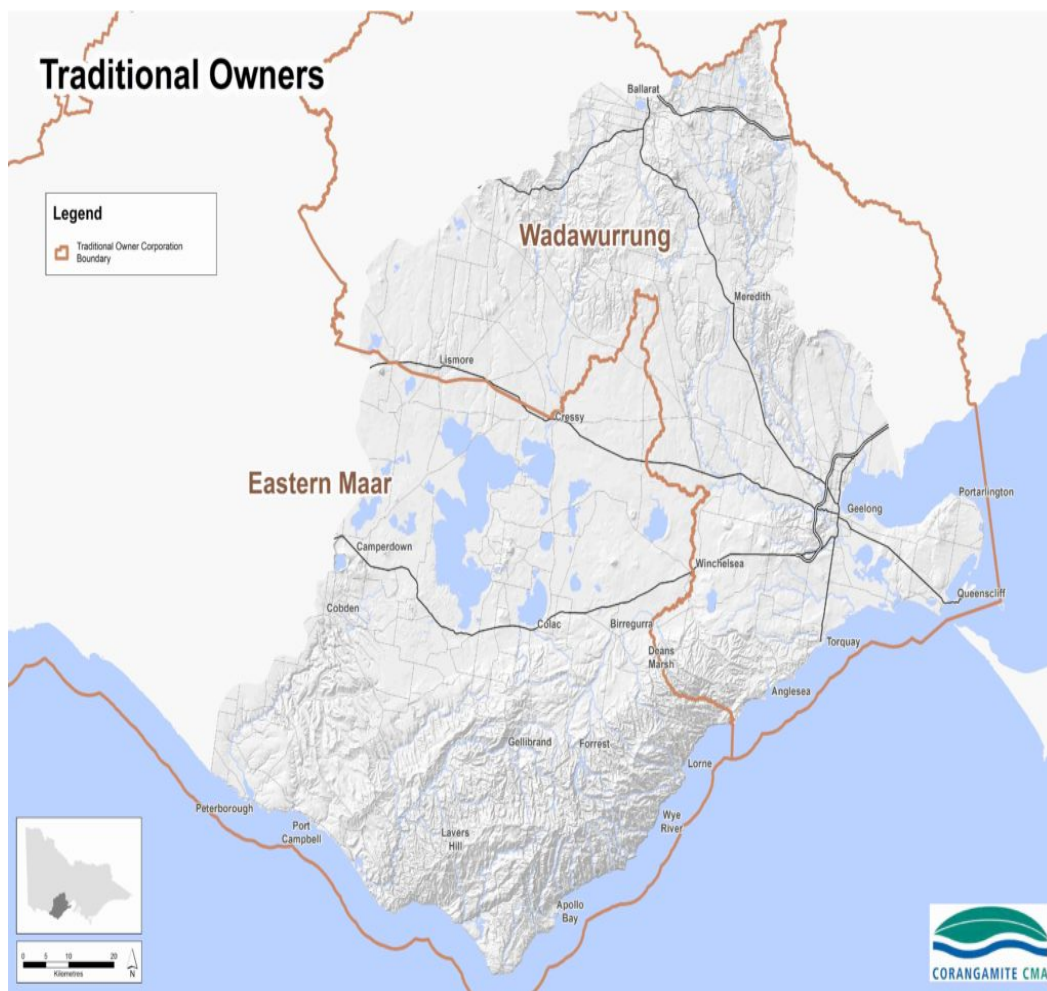 Traditional Owners
Ballarat
Legend
Traditional Owner Corporation
Boundary
Wadawurrung
Meredith
Lismore
Cressy
Eastern Maar
Portarlington
Geelong
Camperdown
Winchelsea
Queenscliff
Cobden
Colac
Birregurra
Torquay
Deans
Marsh
Anglesea
Gellibrand
Forrest
Lorne
Peterborough
Port
Campbell
Wye
River
Lavers
Hill
Apollo
Bay
0 5 10 20
Kilometres
N
CORANGAMITE CMA